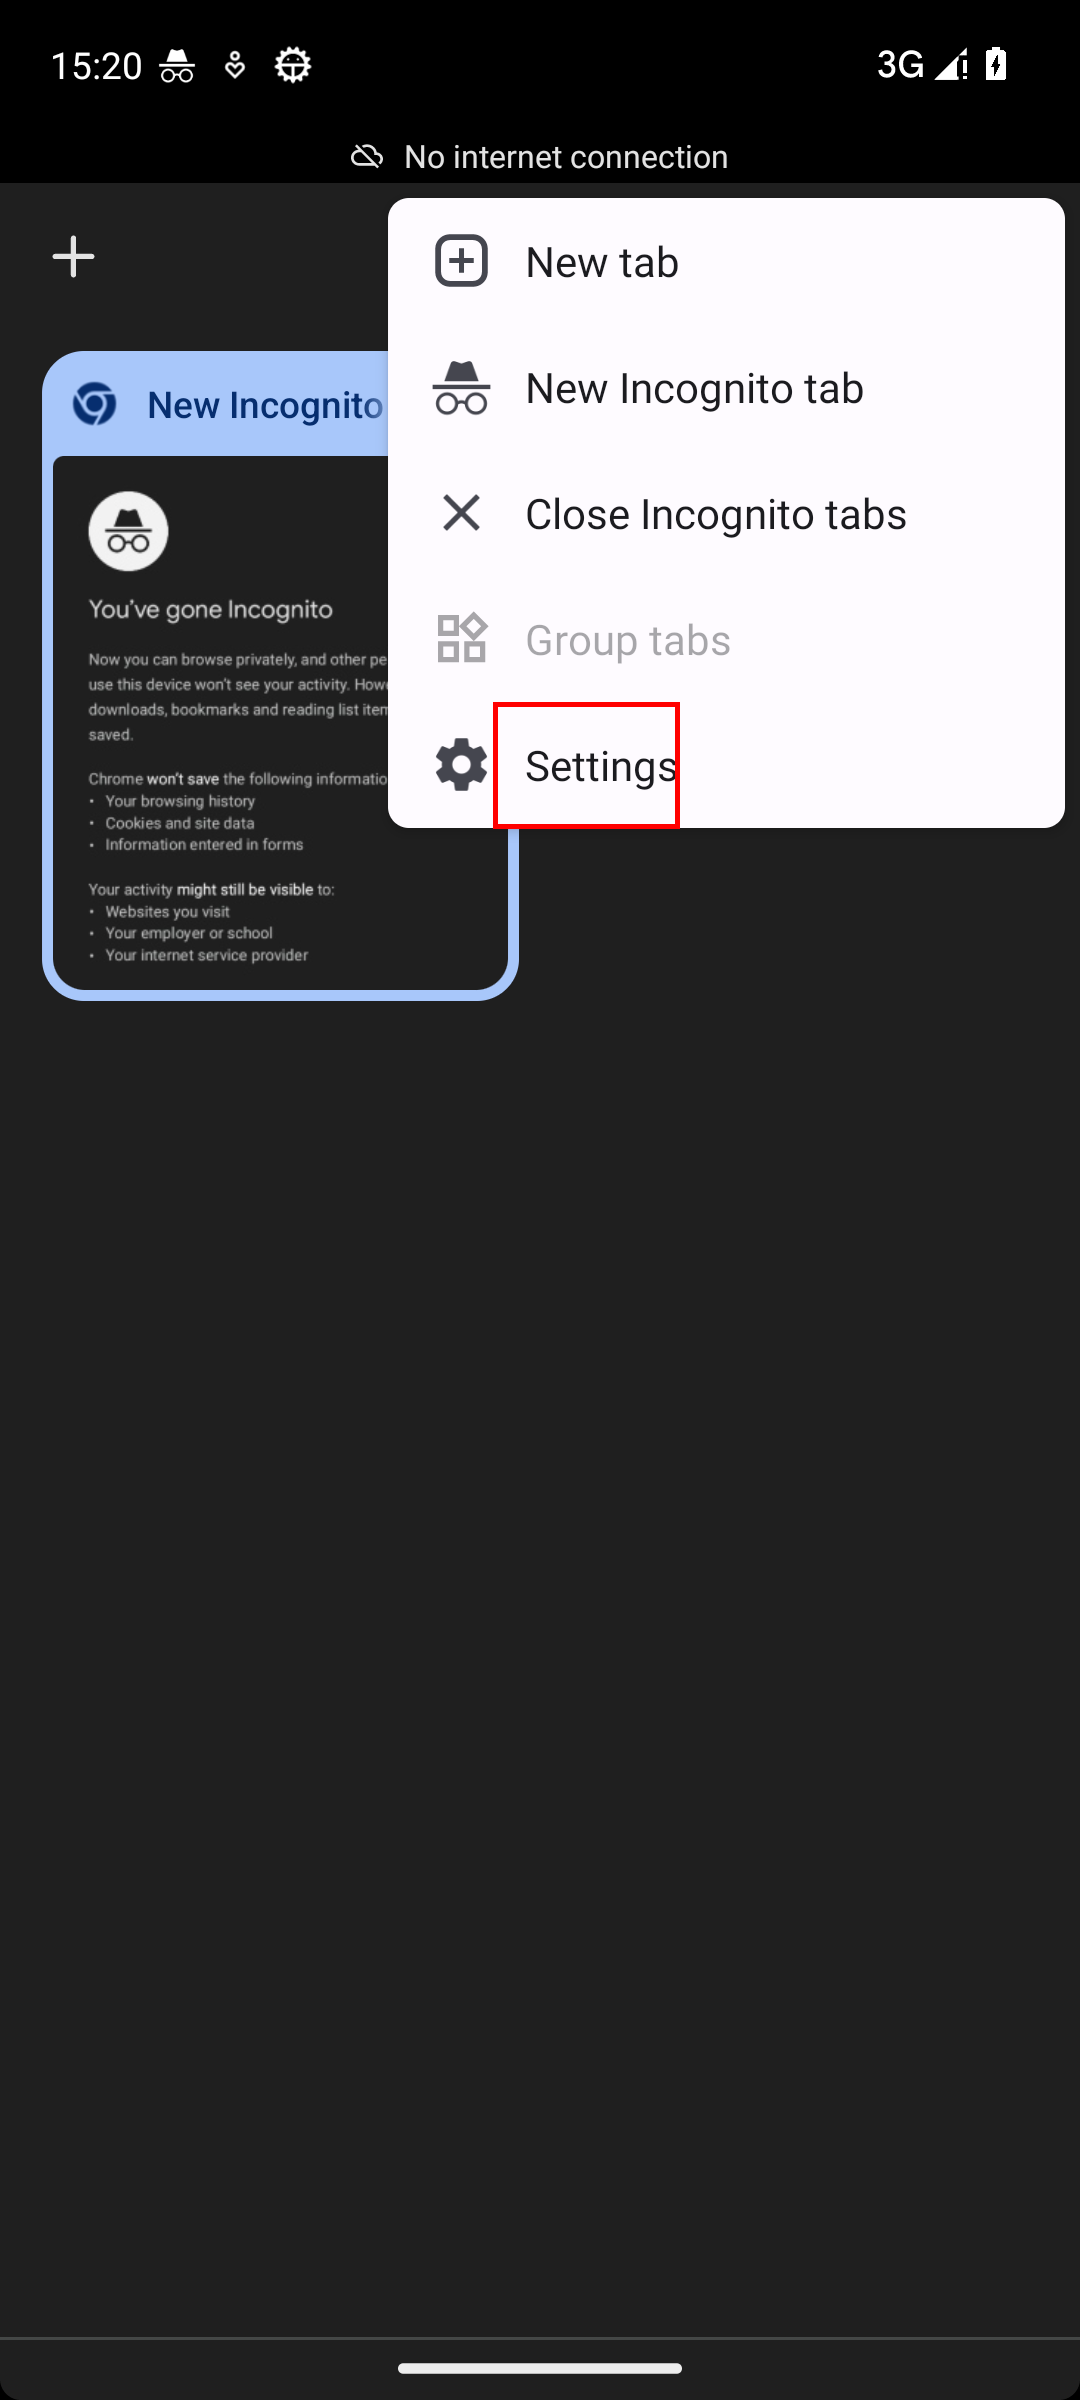 15:20
3G
No internet connection
New tab
New Incognito tab
Close Incognito tabs
Group tabs
Settings
New Incognito
You've gone Incognito
Now you can browse privately, and other pe
use this device won't see your activity. Howe
downloads, bookmarks and reading list item
saved.
Chrome won't save the following informatio
• Your browsing history
• Cookies and site data
• Information entered in forms
Your activity might still be visible to:
• Websites you visit
• Your employer or school
• Your internet service provider